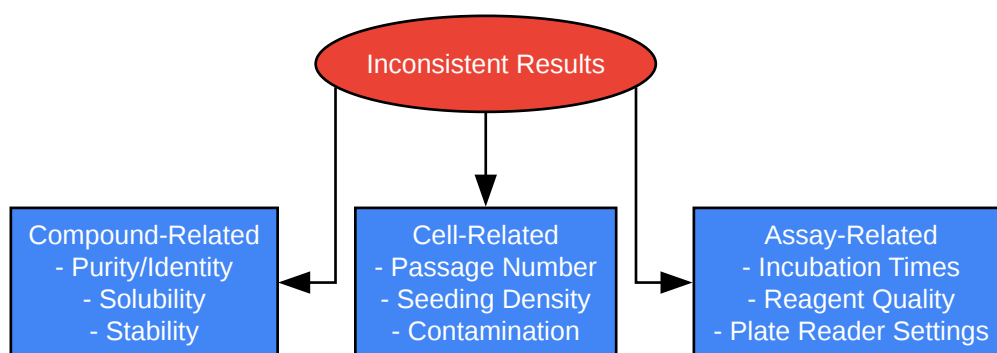 Inconsistent Results
Compound-Related
- Purity/Identity
- Solubility
- Stability
Cell-Related
- Passage Number
- Seeding Density
- Contamination
Assay-Related
- Incubation Times
- Reagent Quality
- Plate Reader Settings